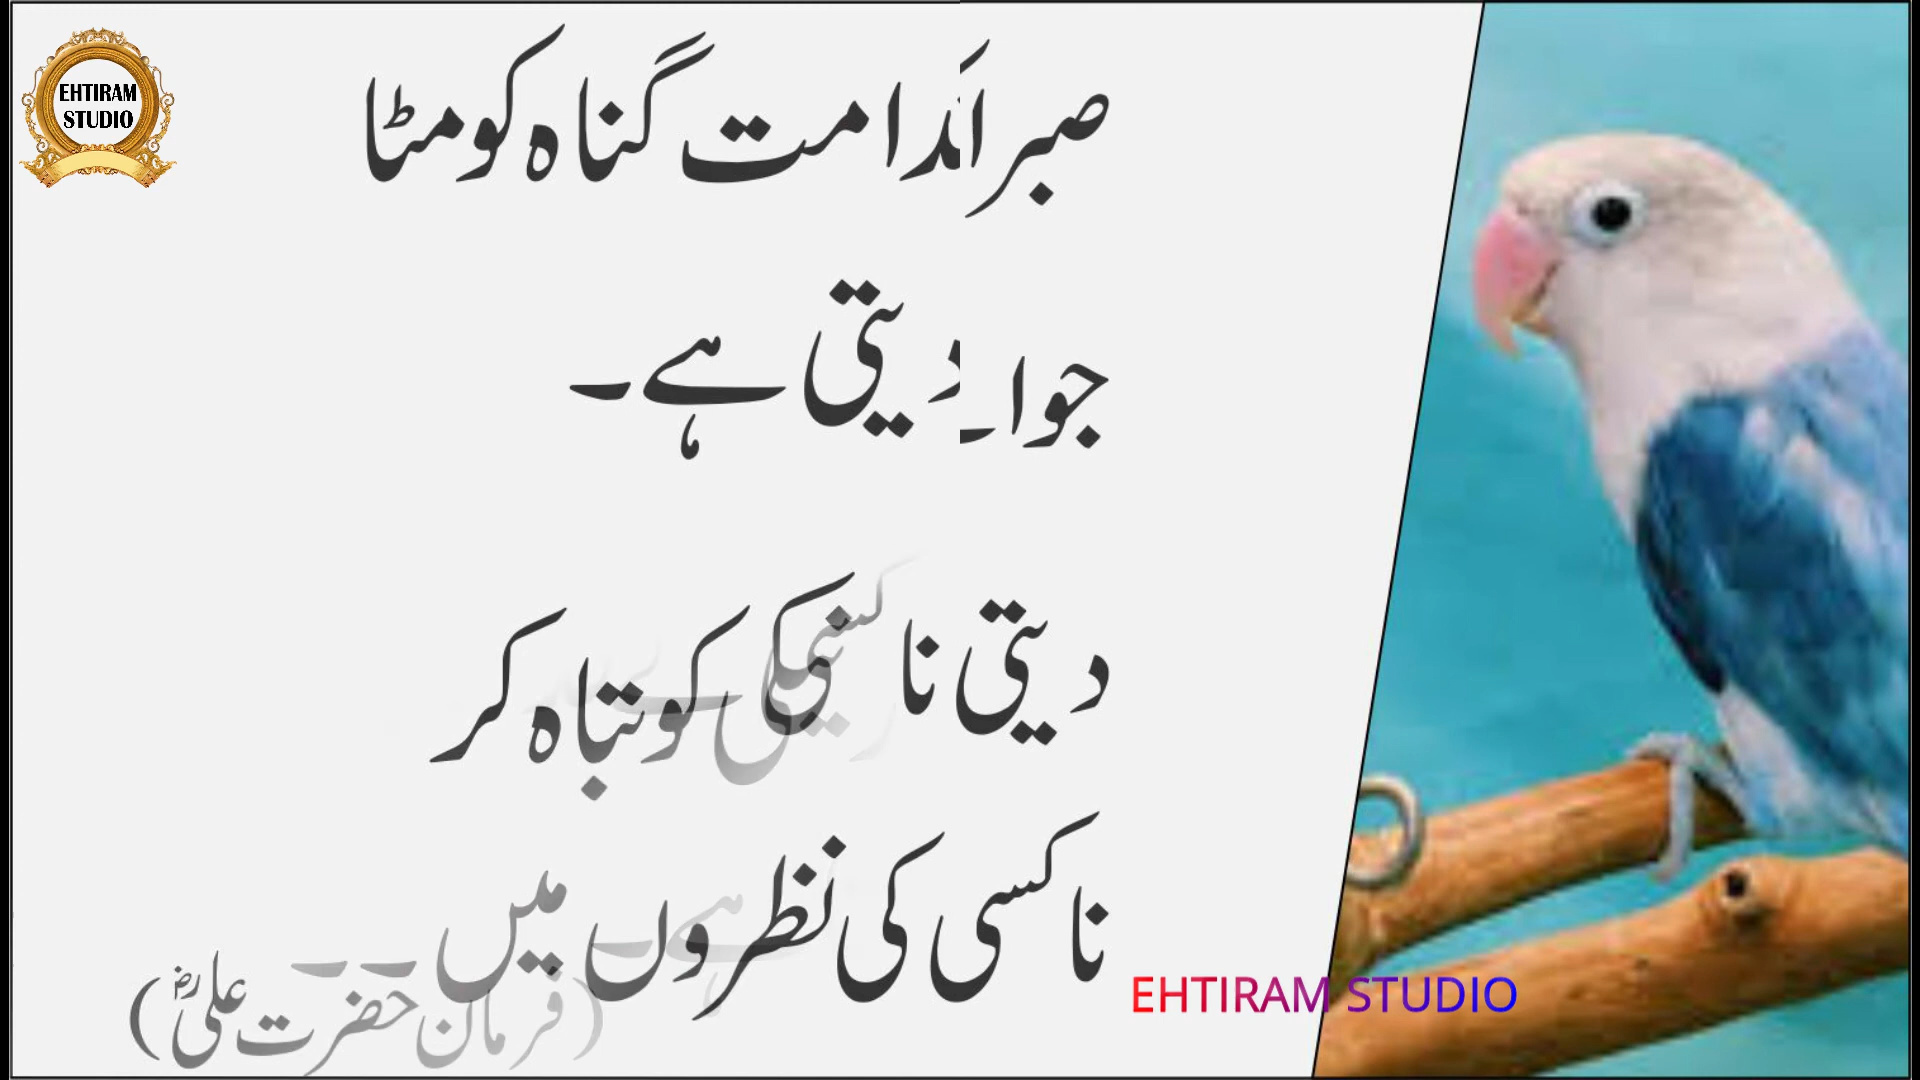 EHTIRAM
STUDIO
صبر ندامت گناہ کو مٹا
جوا دیتی ہے۔
دیتی نا نیکی کو تباہ کر
نا کسی کی نظروں میں۔۔
(فرمان حضرت علیؓ)
EHTIRAM STUDIO